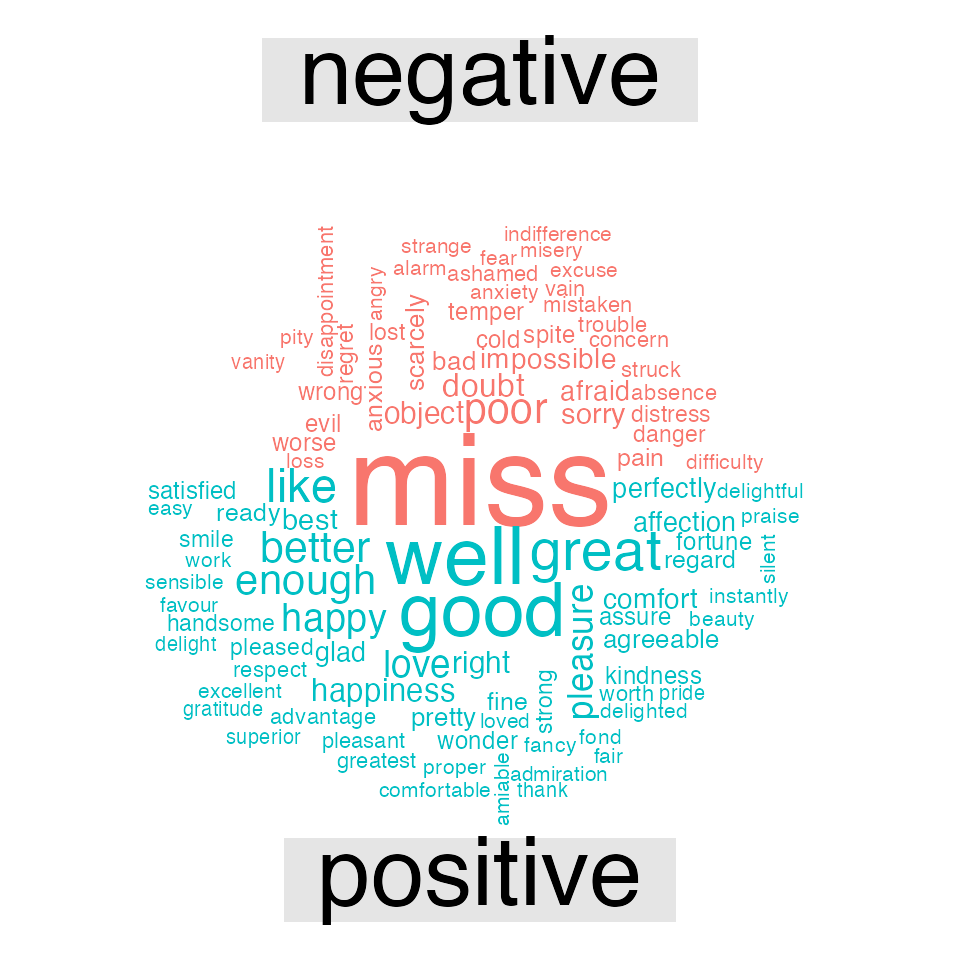 negative
indifference
strange
misery
fear
alarm
ashamed
excuse
disappointment
angry
anxiety
vain
mistaken
scarcely
temper
trouble
pity
regret
lost
cold
spite
concern
vanity
anxious
bad
impossible
struck
wrong
doubt
afraid
absence
object
poor
sorry
distress
evil
danger
worse
loss
miss
pain
difficulty
satisfied
like
perfectly
delightful
easy
ready
best
affection
praise
smile
better
well
great
fortune
work
regard
silent
sensible
enough
good
pleasure
comfort
instantly
favour
handsome
happy
assure
beauty
delight
pleased
glad
love
right
agreeable
respect
kindness
excellent
happiness
fine
strong
worth
pride
gratitude
advantage
pretty
loved
delighted
superior
pleasant
wonder
fancy
fond
greatest
proper
fair
admiration
comfortable
amiable
thank
positive